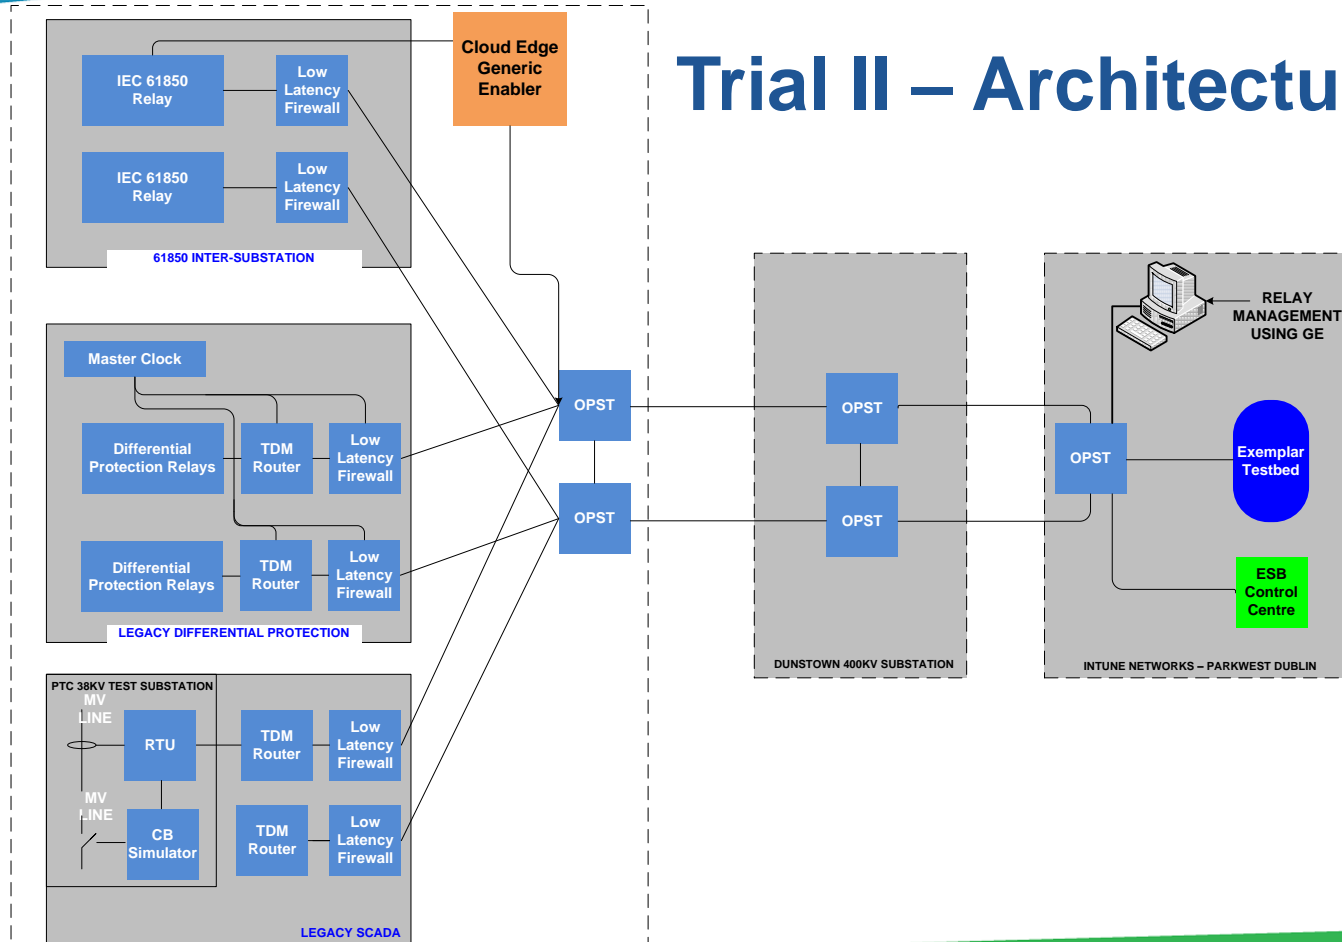 Trial II – Architectu
Cloud Edge
Generic
Enabler
IEC 61850
Relay
Low
Latency
Firewall
IEC 61850
Relay
Low
Latency
Firewall
61850 INTER-SUBSTATION
Master Clock
Differential
Protection Relays
TDM
Router
Low
Latency
Firewall
Differential
Protection Relays
TDM
Router
Low
Latency
Firewall
LEGACY DIFFERENTIAL PROTECTION
PTC 38KV TEST SUBSTATION
MV
LINE
RTU
TDM
Router
Low
Latency
Firewall
MV
LINE
CB
Simulator
TDM
Router
Low
Latency
Firewall
LEGACY SCADA
OPST
OPST
OPST
OPST
DUNSTOWN 400KV SUBSTATION
RELAY
MANAGEMENT
USING GE
OPST
Exemplar
Testbed
ESB
Control
Centre
INTUNE NETWORKS – PARKWEST DUBLIN